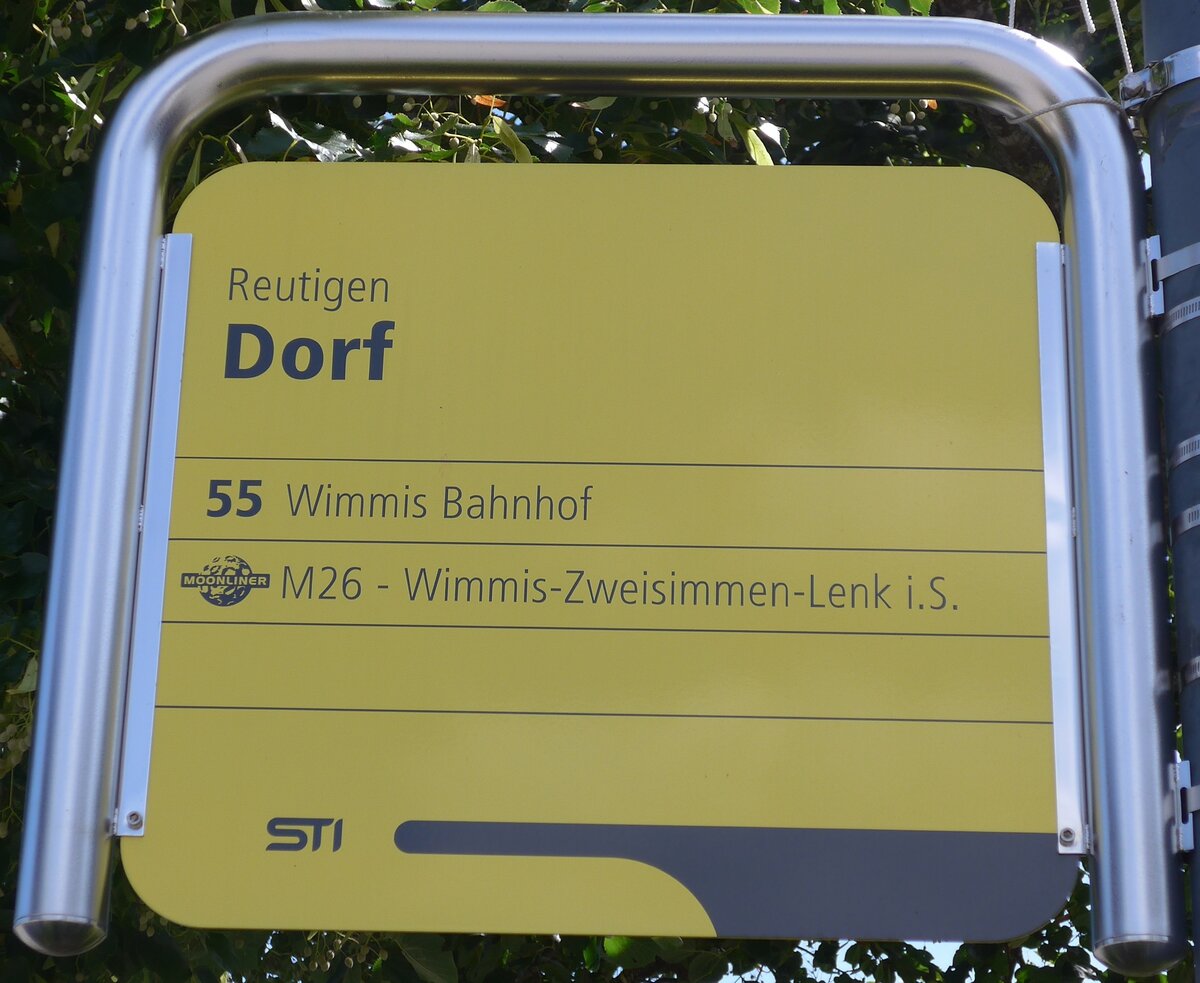 Reutigen
Dorf
55 Wimmis Bahnhof
MOONLINER M26 - Wimmis-Zweisimmen-Lenk i.S.
STI